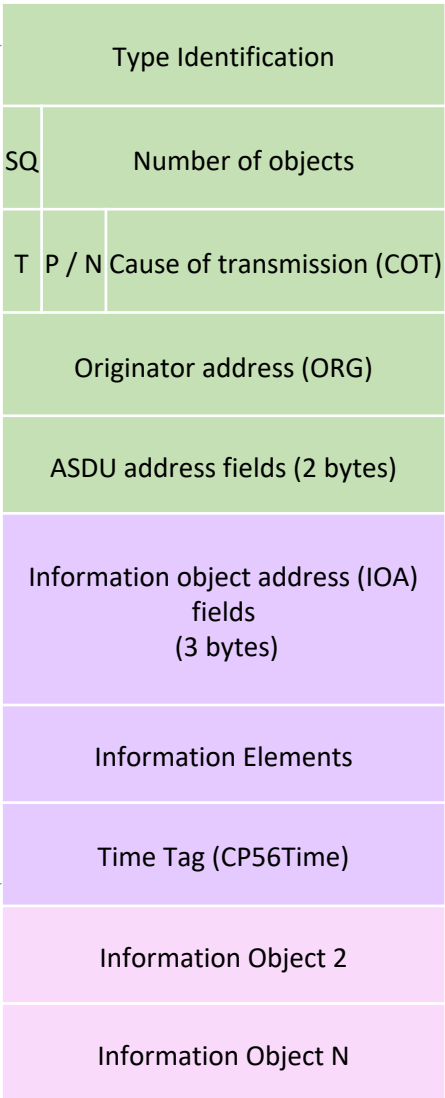 Type Identification
SQ Number of objects
T P / N Cause of transmission (COT)
Originator address (ORG)
ASDU address fields (2 bytes)
Information object address (IOA)
fields
(3 bytes)
Information Elements
Time Tag (CP56Time)
Information Object 2
Information Object N